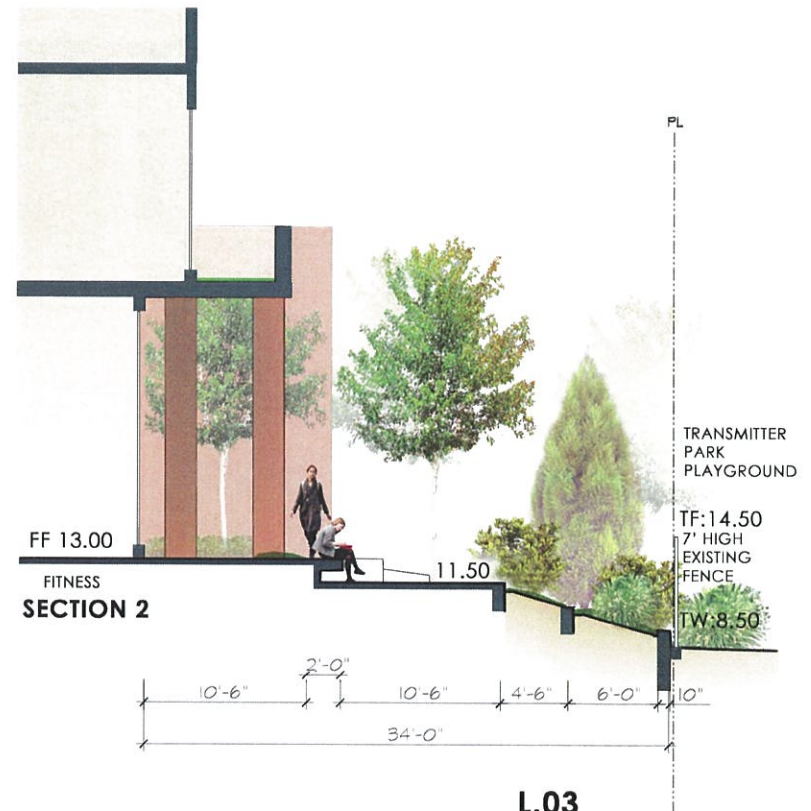 PL
TRANSMITTER
PARK
PLAYGROUND
TF:14.50
7' HIGH
EXISTING
FENCE
TW:8.50
FF 13.00
11.50
FITNESS
SECTION 2
2'-0"
10'-6"
10'-6"
4'-6"
6'-0"
10"
34'-0"
L.03